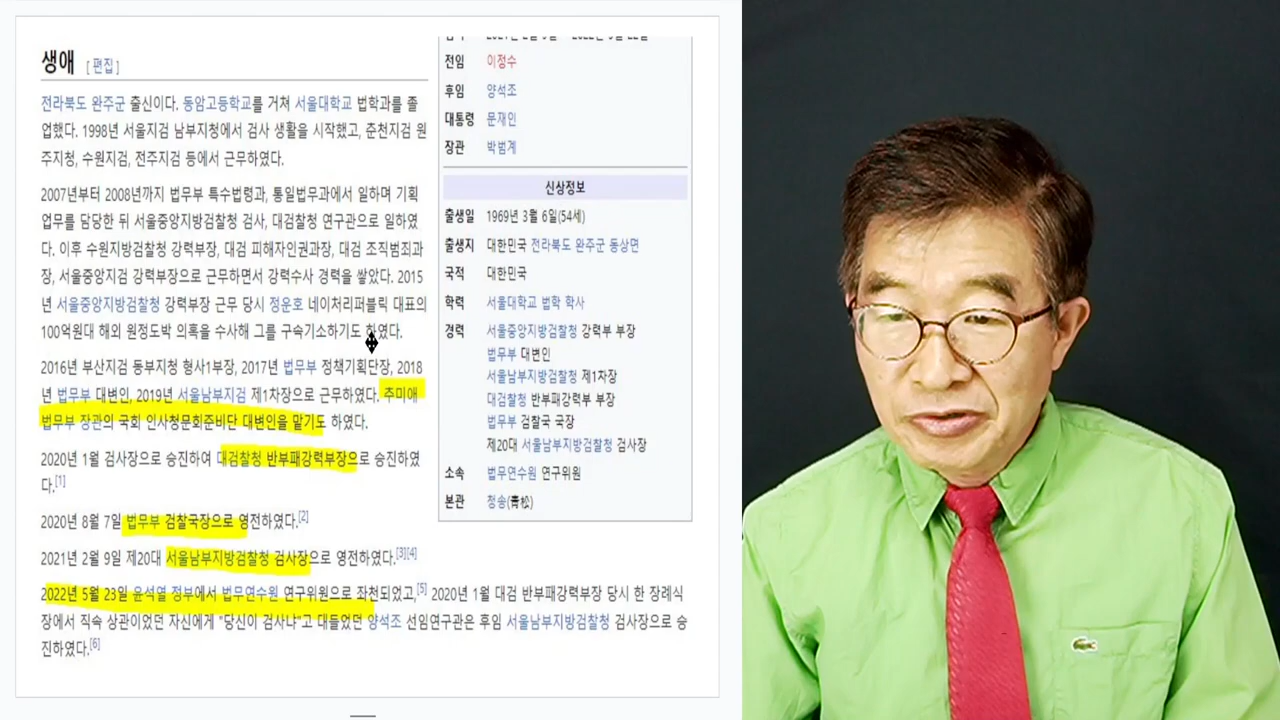 생애 [ 편집 ]
전라북도 완주군 출신이다. 동암고등학교를 거쳐 서울대학교 법학과를 졸
업했다. 1998년 서울지검 남부지청에서 검사 생활을 시작했고, 춘천지검 원
주지청, 수원지검, 전주지검 등에서 근무하였다.
2007년부터 2008년까지 법무부 특수법령과, 통일법무과에서 일하며 기획
업무를 담당한 뒤 서울중앙지방검찰청 검사, 대검찰청 연구관으로 일하였
다. 이후 수원지방검찰청 강력부장, 대검 피해자인권과장, 대검 조직범죄과
장, 서울중앙지검 강력부장으로 근무하면서 강력수사 경력을 쌓았다. 2015
년 서울중앙지방검찰청 강력부장 근무 당시 정운호 네이처리퍼블릭 대표의
100억원대 해외 원정도박 의혹을 수사해 그를 구속기소하기도 하였다.
2016년 부산지검 동부지청 형사1부장, 2017년 법무부 정책기획단장, 2018
년 법무부 대변인, 2019년 서울남부지검 제1차장으로 근무하였다. 추미애
법무부 장관의 국회 인사청문회준비단 대변인을 맡기도 하였다.
2020년 1월 검사장으로 승진하여 대검찰청 반부패강력부장으로 승진하였
다.[1]
2020년 8월 7일 법무부 검찰국장으로 영전하였다.[2]
2021년 2월 9일 제20대 서울남부지방검찰청 검사장으로 영전하였다.[3][4]
2022년 5월 23일 윤석열 정부에서 법무연수원 연구위원으로 좌천되었고,[5] 2020년 1월 대검 반부패강력부장 당시 한 장례식
장에서 직속 상관이었던 자신에게 "당신이 검사냐"고 대들었던 양석조 선임연구관은 후임 서울남부지방검찰청 검사장으로 승
진하였다.[6]
전임 이정수
후임 양석조
대통령 문재인
장관 박범계
신상정보
출생일 1969년 3월 6일(54세)
출생지 대한민국 전라북도 완주군 동상면
국적 대한민국
학력 서울대학교 법학 학사
경력 서울중앙지방검찰청 강력부 부장
법무부 대변인
서울남부지방검찰청 제1차장
대검찰청 반부패강력부 부장
법무부 검찰국 국장
제20대 서울남부지방검찰청 검사장
소속 법무연수원 연구위원
본관 청송(靑松)